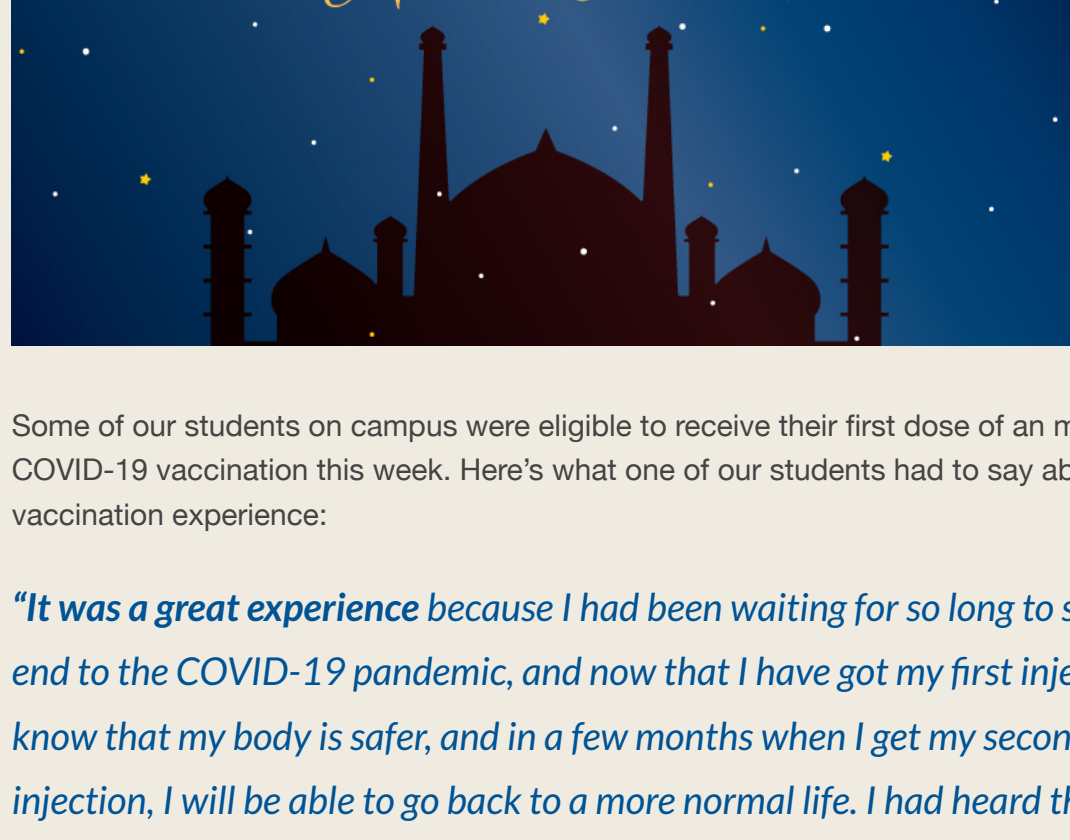 Some of our students on campus were eligible to receive their first dose of an
COVID-19 vaccination this week. Here’s what one of our students had to say
vaccination experience:
“It was a great experience because I had been waiting for so long to
end to the COVID-19 pandemic, and now that I have got my first
know that my body is safer, and in a few months when I get my
injection, I will be able to go back to a more normal life. I had heard